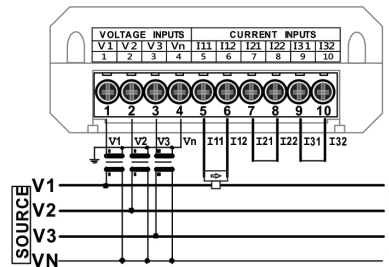 VOLTAGE INPUTS CURRENT INPUTS
V1 V2 V3 Vn I11 I12 I21 I22 I31 I32
1 2 3 4 5 6 7 8 9 10
1 2 3 4 5 6 7 8 9 10
V1 V2 V3 Vn I11 I12 I21 I22 I31 I32
SOURCE
V1
V2
V3
VN